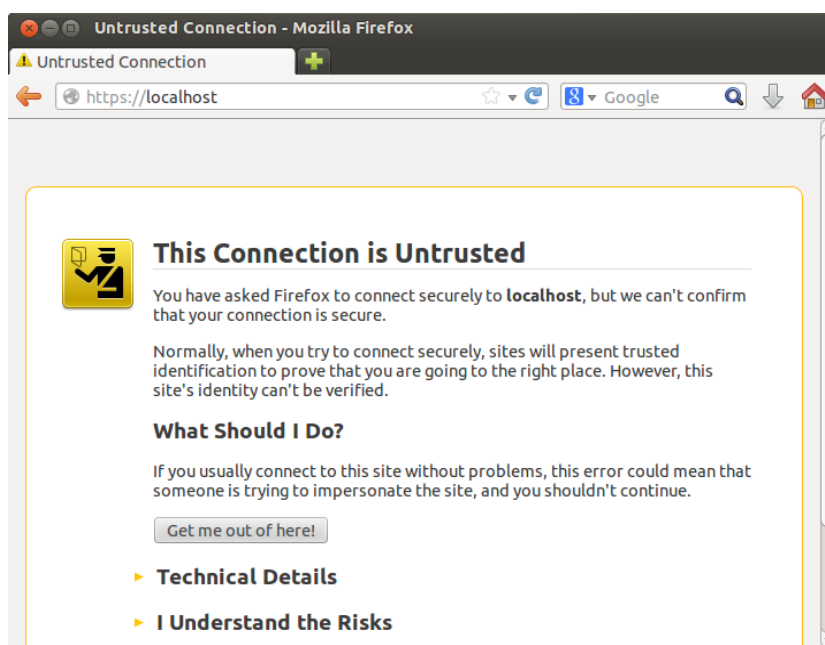 Untrusted Connection - Mozilla Firefox
Untrusted Connection
https://localhost
Google
This Connection is Untrusted
You have asked Firefox to connect securely to localhost, but we can't confirm
that your connection is secure.
Normally, when you try to connect securely, sites will present trusted
identification to prove that you are going to the right place. However, this
site's identity can't be verified.
What Should I Do?
If you usually connect to this site without problems, this error could mean that
someone is trying to impersonate the site, and you shouldn't continue.
Get me out of here!
Technical Details
I Understand the Risks